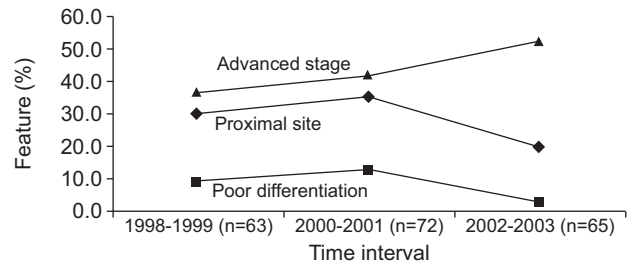 60.0
50.0
40.0
30.0
20.0
10.0
0.0
Feature (%)
Advanced stage
Proximal site
Poor differentiation
1998-1999 (n=63) 2000-2001 (n=72) 2002-2003 (n=65)
Time interval